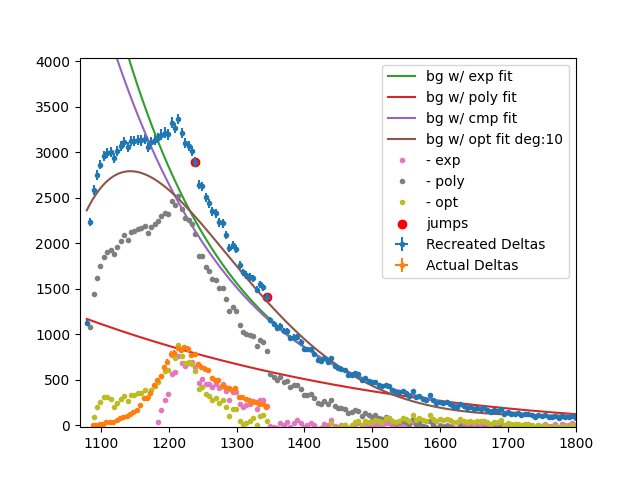 4000
3500
3000
2500
2000
1500
1000
500
0
1100 1200 1300 1400 1500 1600 1700 1800
bg w/ exp fit
bg w/ poly fit
bg w/ cmp fit
bg w/ opt fit deg:10
- exp
- poly
- opt
jumps
Recreated Deltas
Actual Deltas